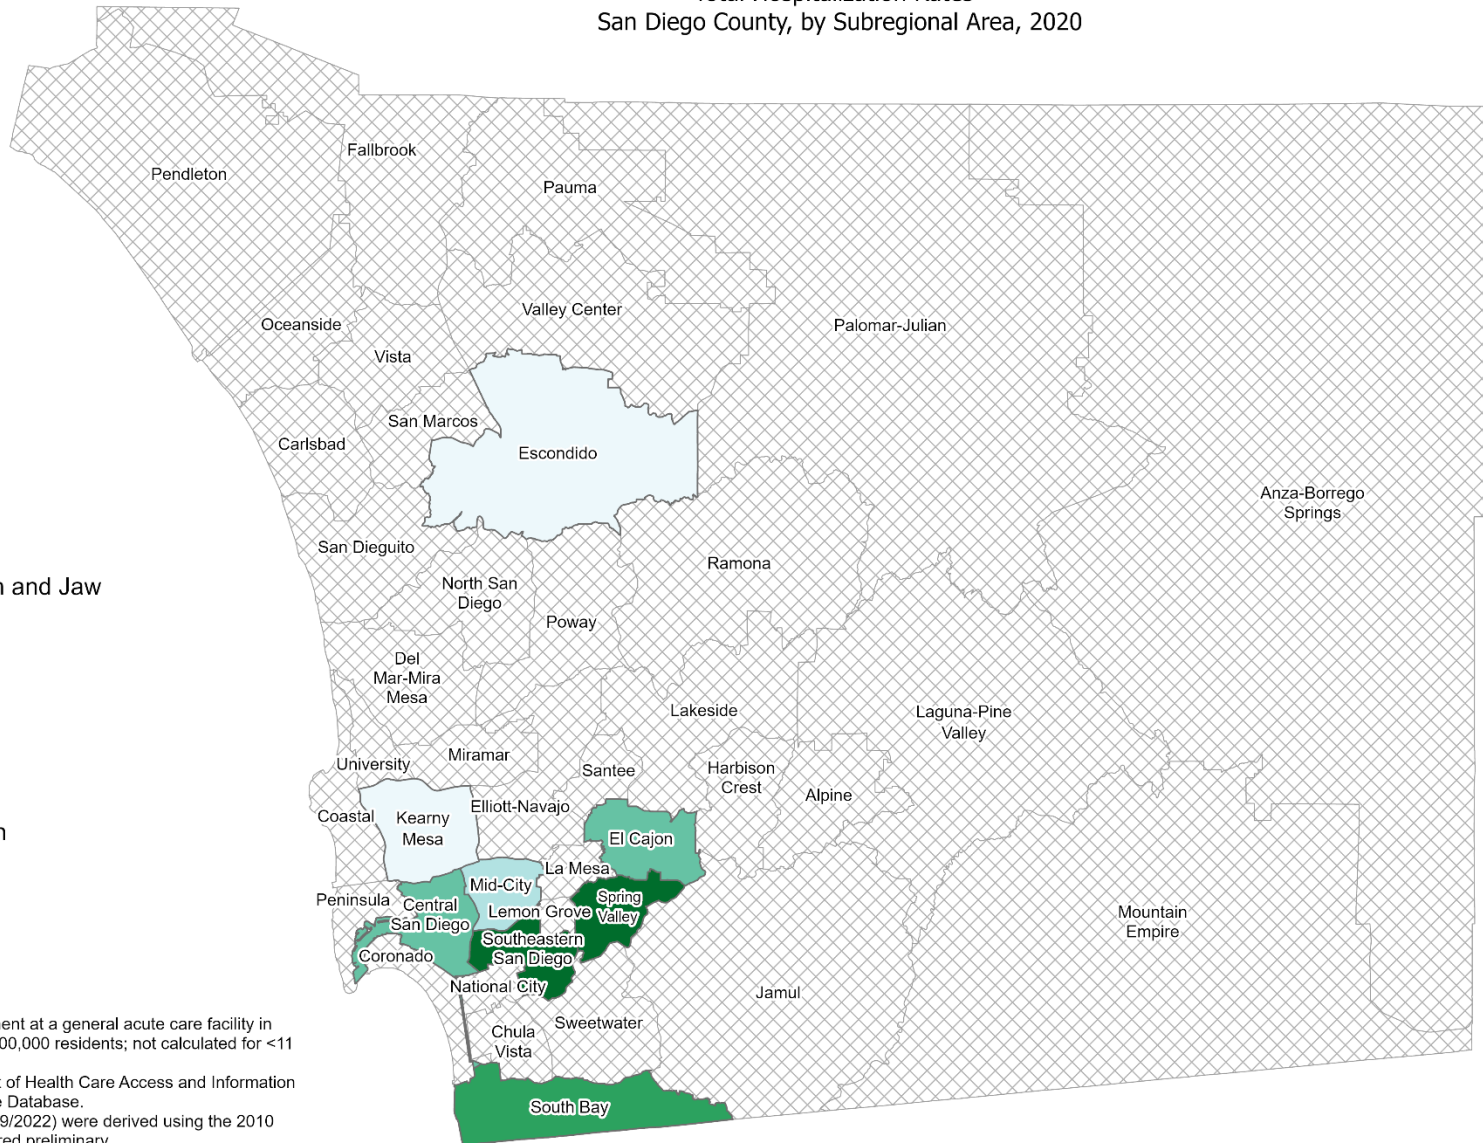 San Diego County, by Subregional Area, 2020
Fallbrook
Pendleton
Pauma
Valley Center
Oceanside
Palomar-Julian
Vista
San Marcos
Carlsbad
Escondido
Anza-Borrego
Springs
San Dieguito
Ramona
North San
Diego
and Jaw
Poway
Del
Mar-Mira
Mesa
Lakeside
Laguna-Pine
Valley
Miramar
University
Santee
Harbison
Crest
Alpine
Elliott-Navajo
Coastal
Kearny
Mesa
El Cajon
La Mesa
Mid-City
Peninsula
Spring
Valley
Central
San Diego
Lemon Grove
Mountain
Empire
Southeastern
San Diego
Coronado
National City
Jamul
Sweetwater
Chula
Vista
ent at a general acute care facility in
00,000 residents; not calculated for <11
of Health Care Access and Information
Database.
9/2022) were derived using the 2010
preliminary
South Bay